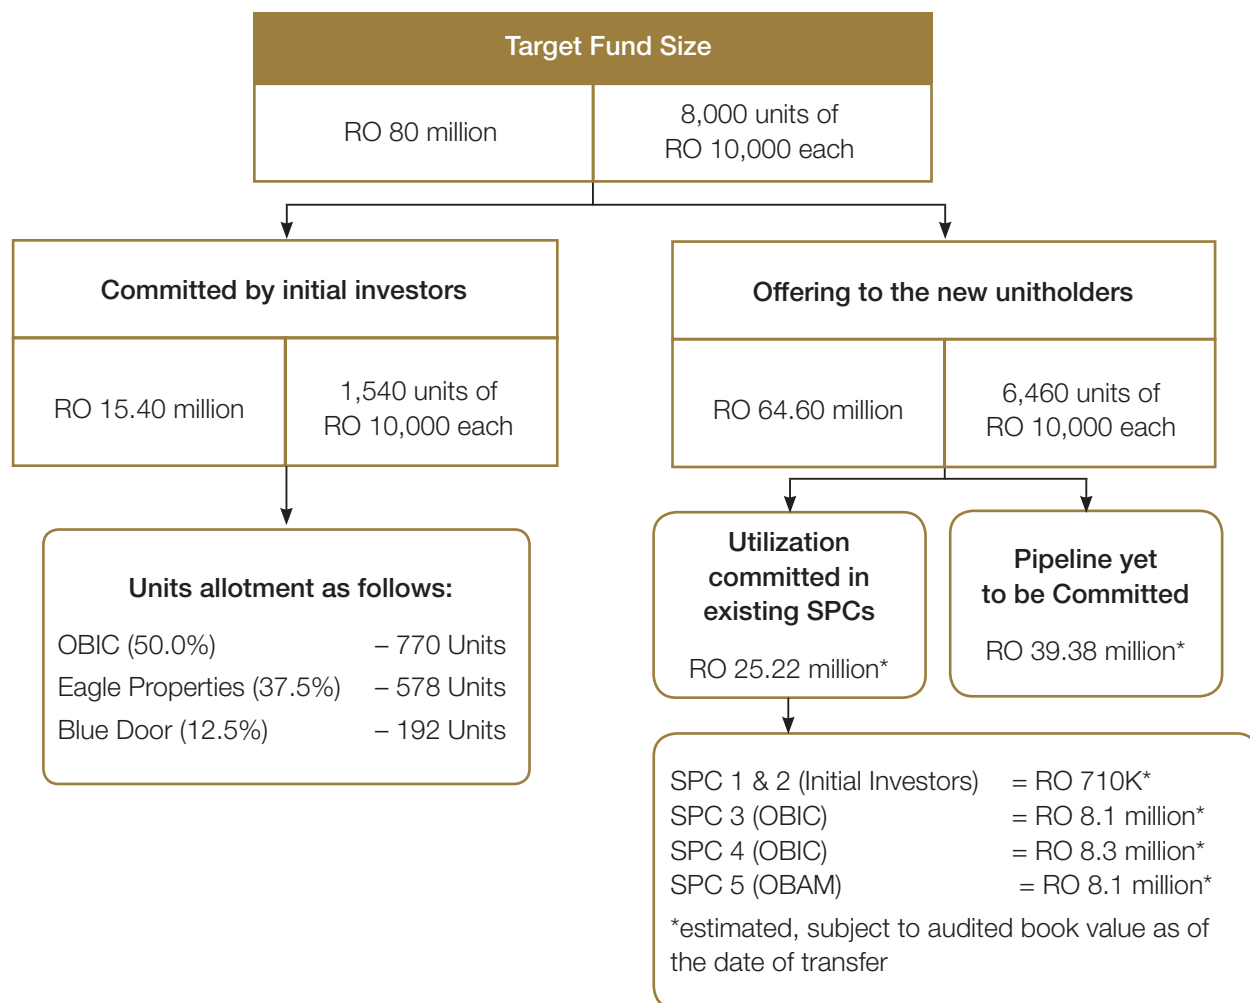 Target Fund Size
RO 80 million
8,000 units of
RO 10,000 each
Committed by initial investors
RO 15.40 million
1,540 units of
RO 10,000 each
Units allotment as follows:
OBIC (50.0%) – 770 Units
Eagle Properties (37.5%) – 578 Units
Blue Door (12.5%) – 192 Units
Offering to the new unitholders
RO 64.60 million
6,460 units of
RO 10,000 each
Utilization
committed in
existing SPCs
RO 25.22 million*
Pipeline yet
to be Committed
RO 39.38 million*
SPC 1 & 2 (Initial Investors) = RO 710K*
SPC 3 (OBIC) = RO 8.1 million*
SPC 4 (OBIC) = RO 8.3 million*
SPC 5 (OBAM) = RO 8.1 million*
*estimated, subject to audited book value as of
the date of transfer